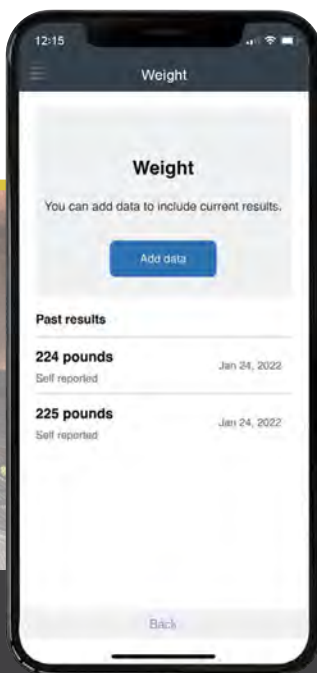 12:15
Weight
Weight
You can add data to include current results.
Add data
Past results
224 pounds
Jan 24, 2022
Self reported
225 pounds
Jan 24, 2022
Self reported
Back